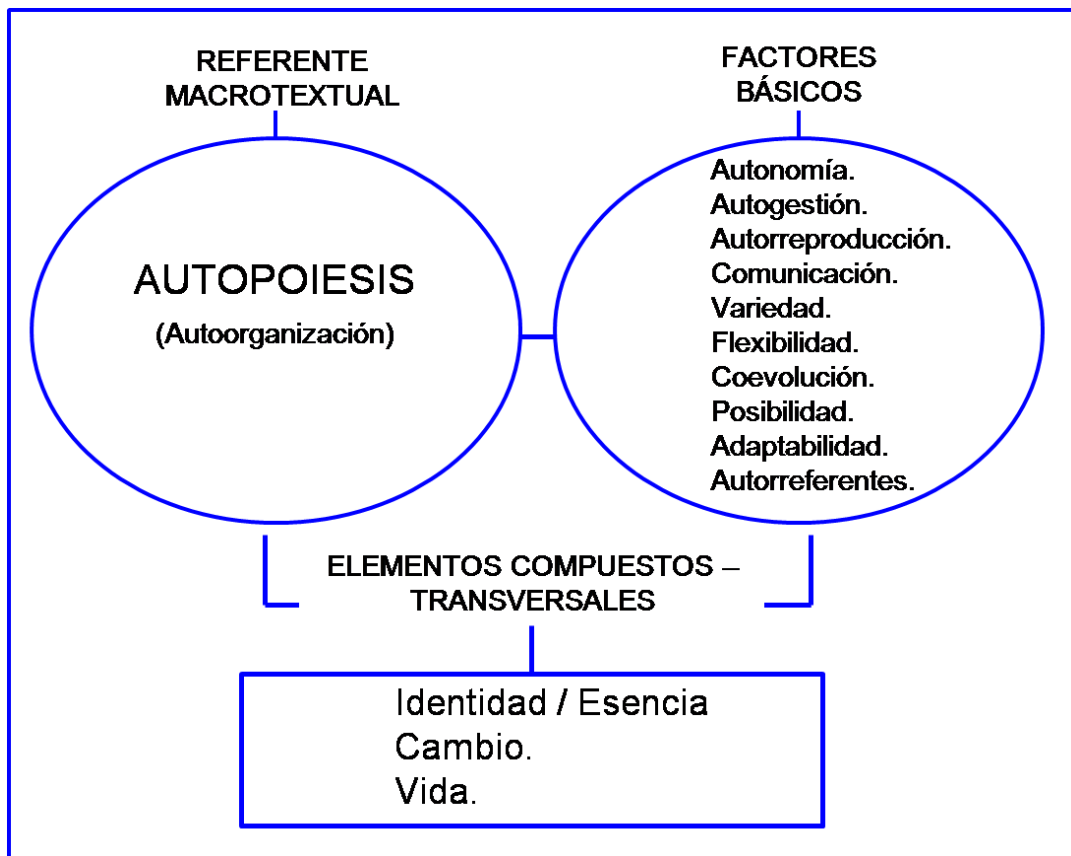 REFERENTE
MACROTEXTUAL
FACTORES
BÁSICOS
AUTOPOIESIS
(Autoorganización)
Autonomía.
Autogestión.
Autorreproducción.
Comunicación.
Variedad.
Flexibilidad.
Coevolución.
Posibilidad.
Adaptabilidad.
Autorreferentes.
ELEMENTOS COMPUESTOS –
TRANSVERSALES
Identidad / Esencia
Cambio.
Vida.